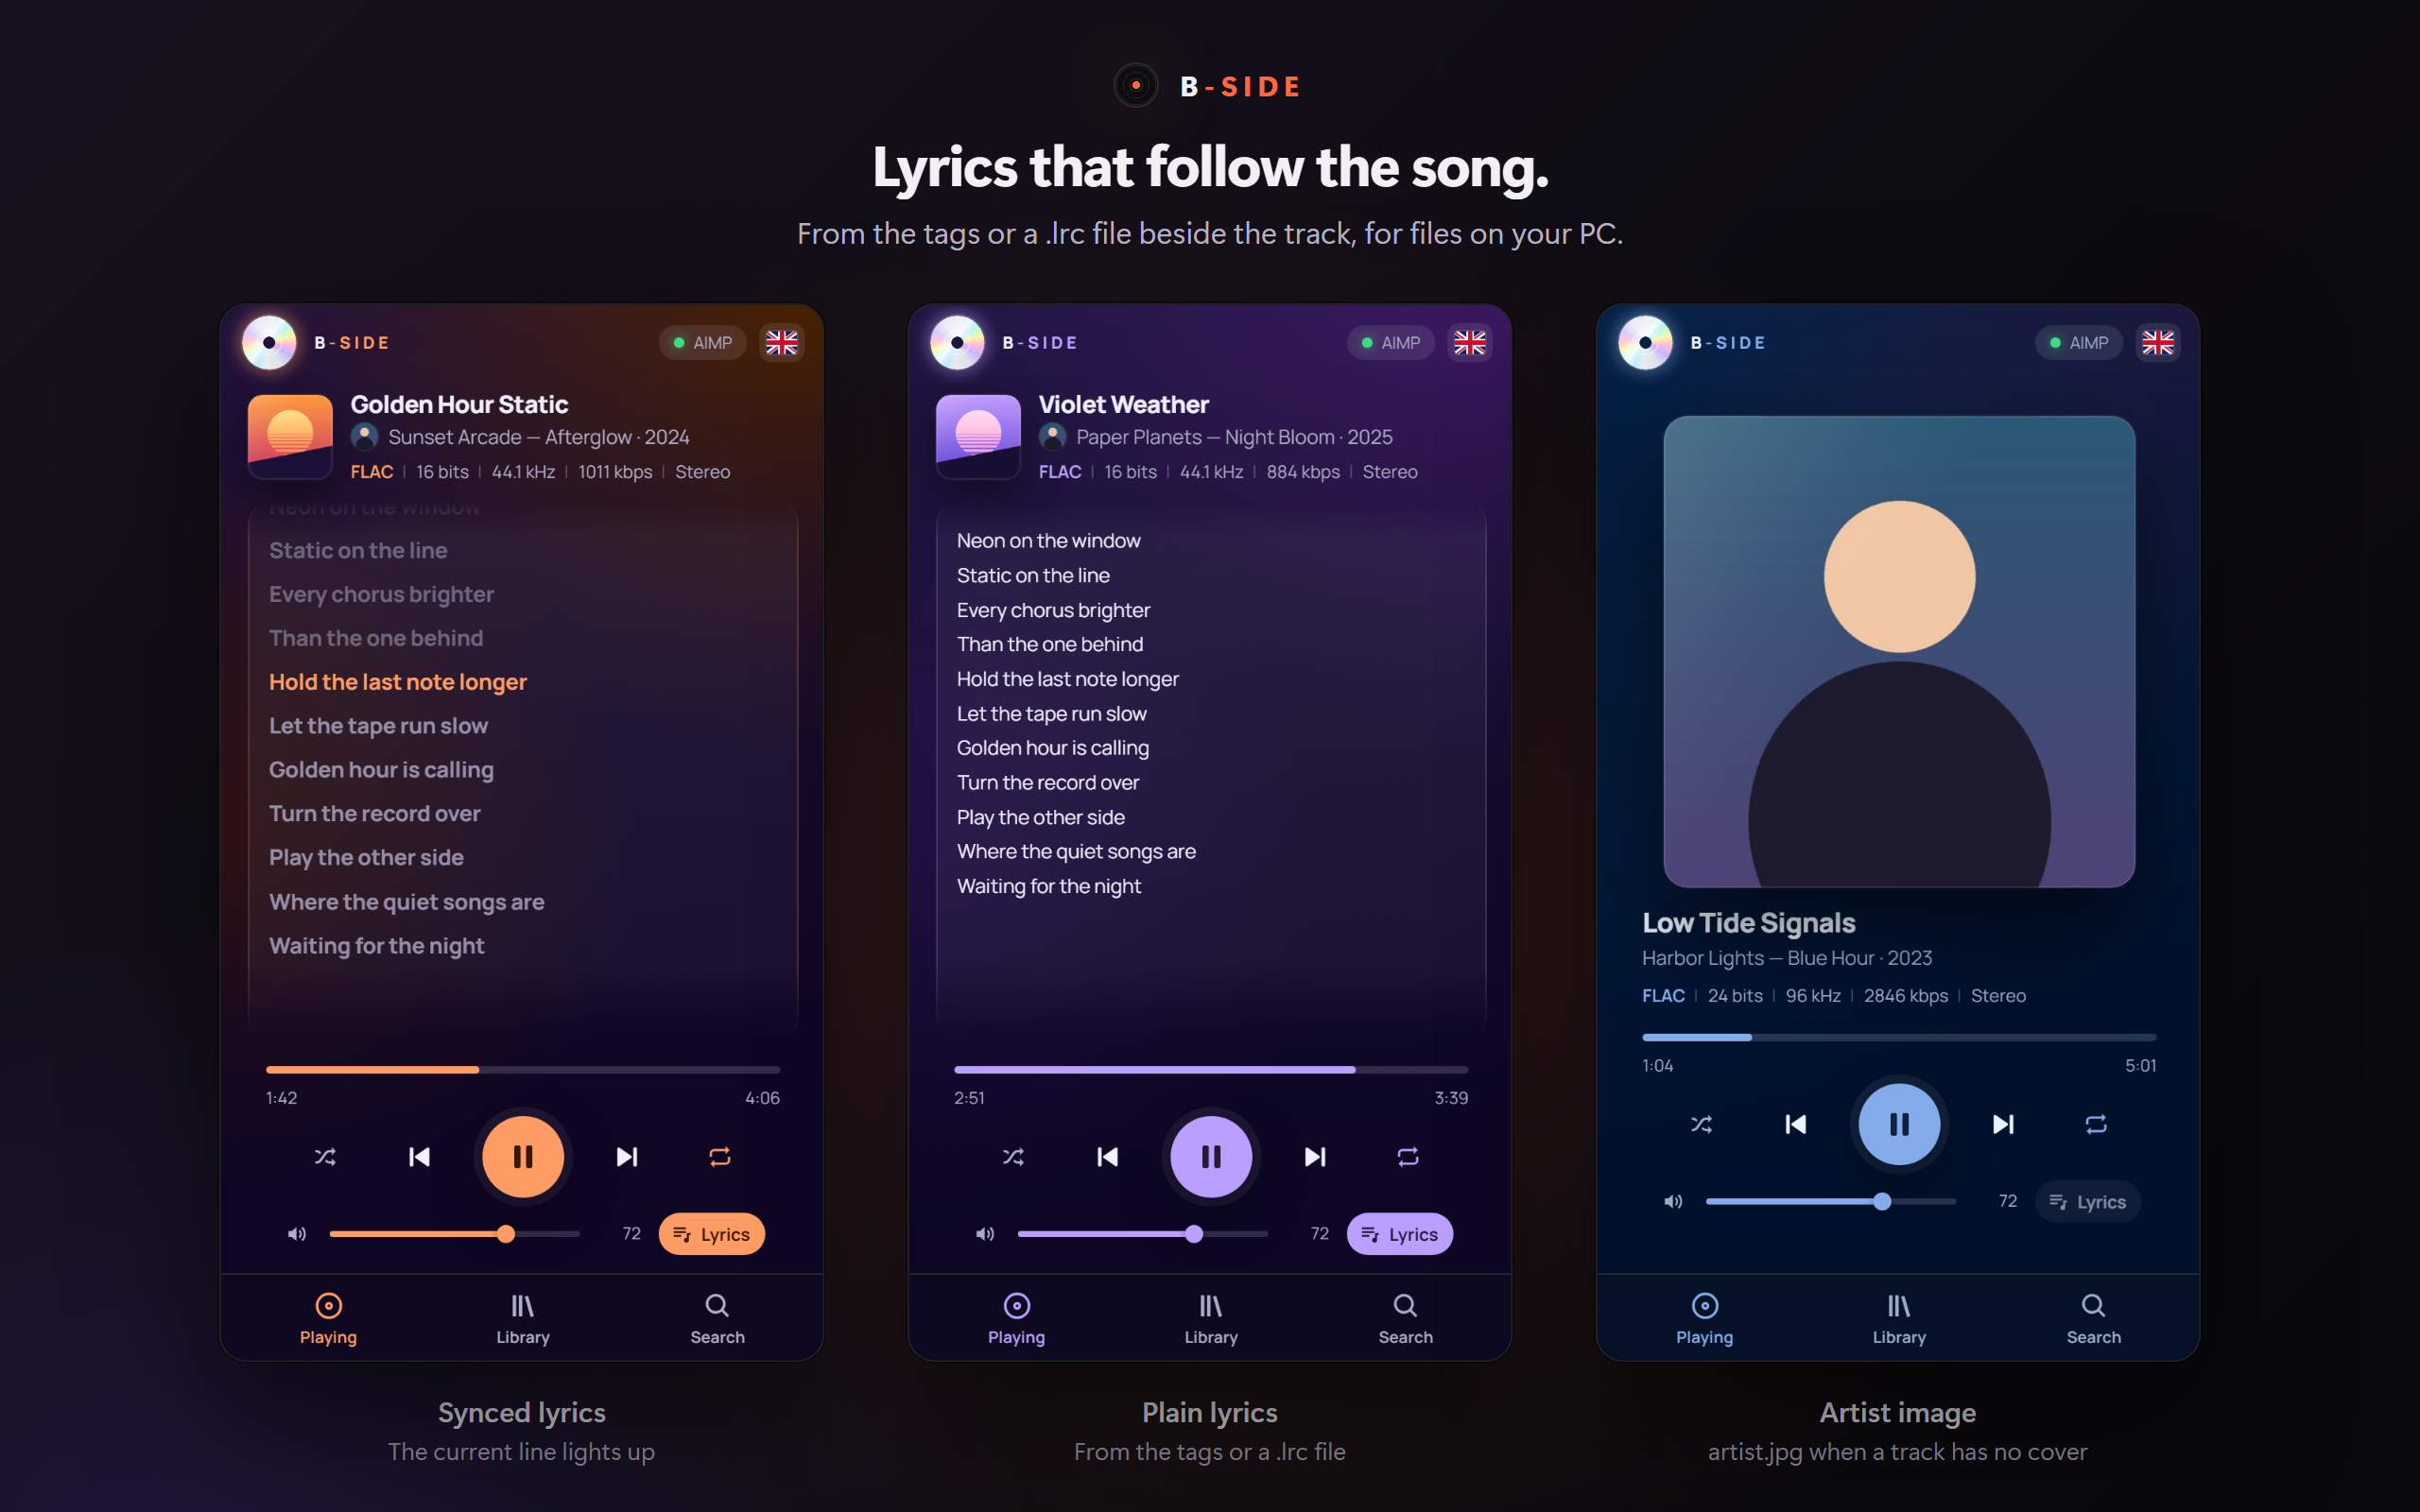 B-SIDE
Lyrics that follow the song.
From the tags or a .lrc file beside the track, for files on your PC.
B-SIDE
AIMP
Golden Hour Static
Sunset Arcade — Afterglow · 2024
FLAC | 16 bits | 44.1 kHz | 1011 kbps | Stereo
Neon on the window
Static on the line
Every chorus brighter
Than the one behind
Hold the last note longer
Let the tape run slow
Golden hour is calling
Turn the record over
Play the other side
Where the quiet songs are
Waiting for the night
1:42 4:06
72 Lyrics
Playing Library Search
Synced lyrics
The current line lights up
B-SIDE
AIMP
Violet Weather
Paper Planets — Night Bloom · 2025
FLAC | 16 bits | 44.1 kHz | 884 kbps | Stereo
Neon on the window
Static on the line
Every chorus brighter
Than the one behind
Hold the last note longer
Let the tape run slow
Golden hour is calling
Turn the record over
Play the other side
Where the quiet songs are
Waiting for the night
2:51 3:39
72 Lyrics
Playing Library Search
Plain lyrics
From the tags or a .lrc file
B-SIDE
AIMP
Low Tide Signals
Harbor Lights — Blue Hour · 2023
FLAC | 24 bits | 96 kHz | 2846 kbps | Stereo
1:04 5:01
72 Lyrics
Playing Library Search
Artist image
artist.jpg when a track has no cover